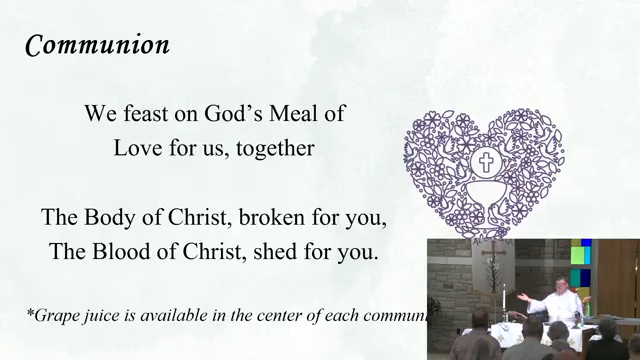 Communion
We feast on God's Meal of
Love for us, together
The Body of Christ, broken for you,
The Blood of Christ, shed for you.
*Grape juice is available in the center of each